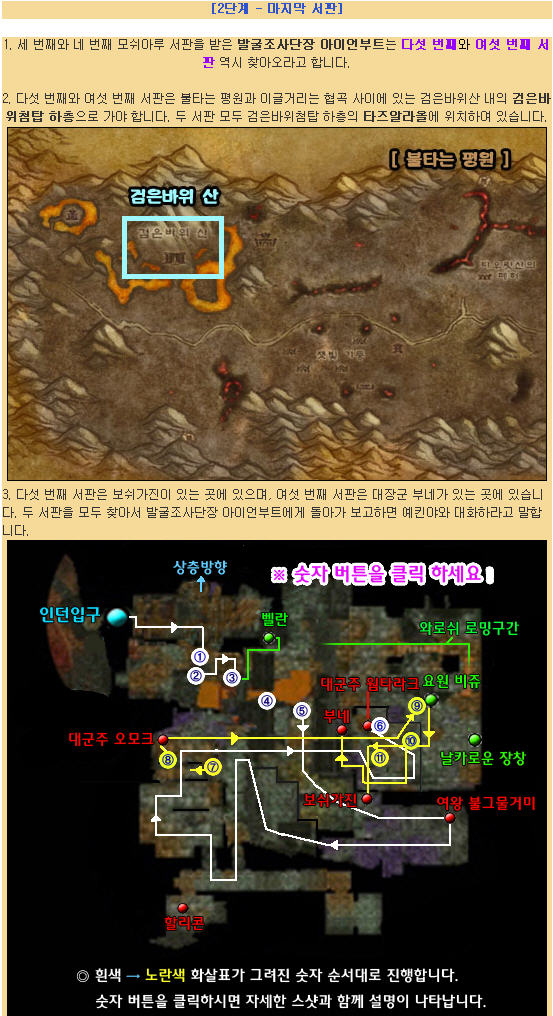 [2단계 - 마지막 서판]
1. 세 번째와 네 번째 모쉬아루 서판을 받은 발굴조사단장 아이언부트는 다섯 번째와 여섯 번째 서
판 역시 찾아오라고 합니다.
2. 다섯 번째와 여섯 번째 서판은 불타는 평원과 이글거리는 협곡 사이에 있는 검은바위산 내의 검은바
위첨탑 하층으로 가야 합니다. 두 서판 모두 검은바위첨탑 하층의 타즈알라올에 위치하여 있습니다.
[ 불타는 평원 ]
검은바위 산
검은바위 산
3. 다섯 번째 서판은 보쉬가진이 있는 곳에 있으며, 여섯 번째 서판은 대장군 부네가 있는 곳에 있습니
다. 두 서판을 모두 찾아서 발굴조사단장 아이언부트에게 돌아가 보고하면 예킨야와 대화하라고 말합
니다.
상층방향
※ 숫자 버튼을 클릭 하세요!
인던입구
벨란
와로쉬 로밍구간
①
②
③
대군주 윔타라크
요원 비쥬
④
⑤
⑨
부네
⑥
대군주 오모크
⑩
날카로운 장창
⑧
⑦
⑪
보쉬가진
여왕 불그물거미
할리콘
◎ 흰색 → 노란색 화살표가 그려진 숫자 순서대로 진행합니다.
숫자 버튼을 클릭하시면 자세한 스샷과 함께 설명이 나타납니다.